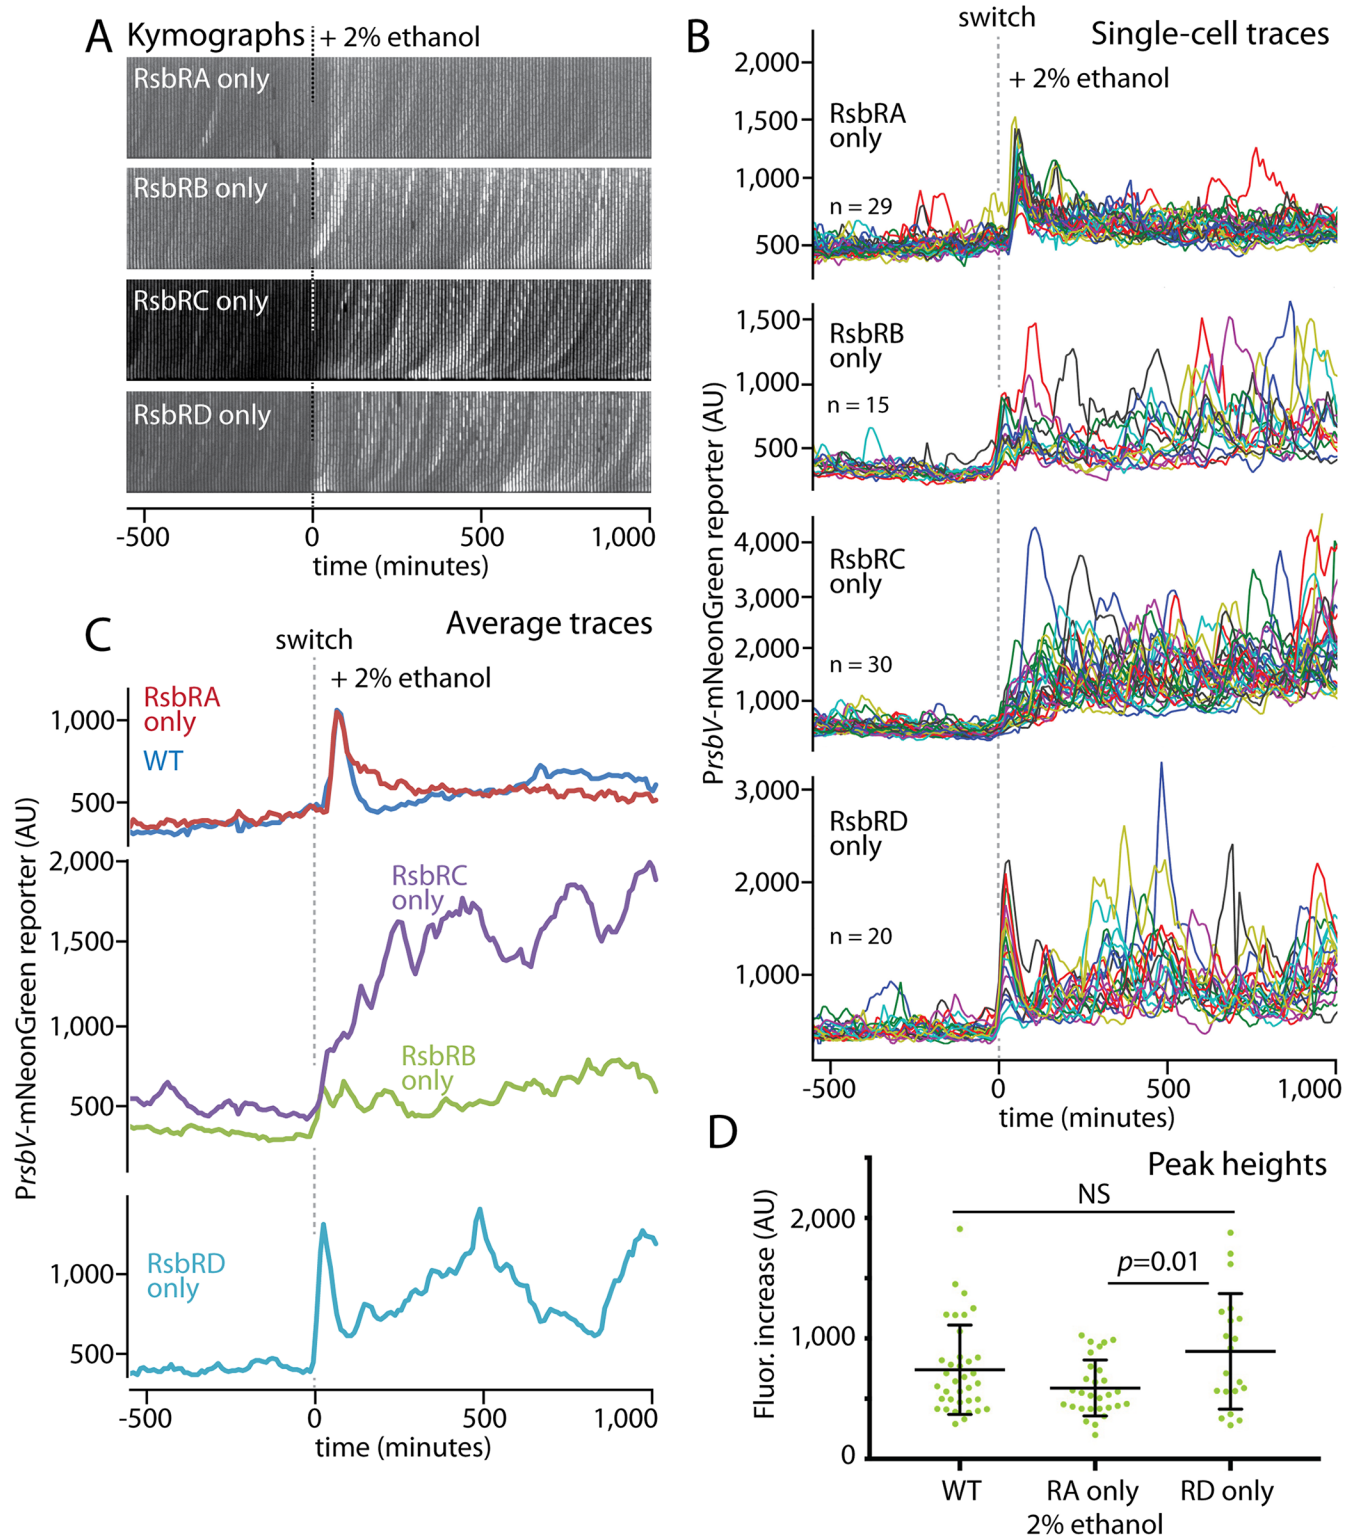 A Kymographs + 2% ethanol
RsbRA only
RsbRB only
RsbRC only
RsbRD only
-500 0 500 1,000
time (minutes)
B switch Single-cell traces
+ 2% ethanol
PrsbV-mNeonGreen reporter (AU)
2,000
1,500
1,000
500
RsbRA
only
n = 29
1,500
1,000
500
RsbRB
only
n = 15
4,000
3,000
2,000
1,000
RsbRC
only
n = 30
3,000
2,000
1,000
RsbRD
only
n = 20
-500 0 500 1,000
time (minutes)
C Average traces
switch
+ 2% ethanol
PrsbV-mNeonGreen reporter (AU)
RsbRA
only
WT
1,000
500
2,000
1,500
1,000
500
RsbRC
only
RsbRB
only
RsbRD
only
1,000
500
-500 0 500 1,000
time (minutes)
D Peak heights
Fluor. increase (AU)
NS
p=0.01
2,000
1,000
0
WT RA only RD only
2% ethanol